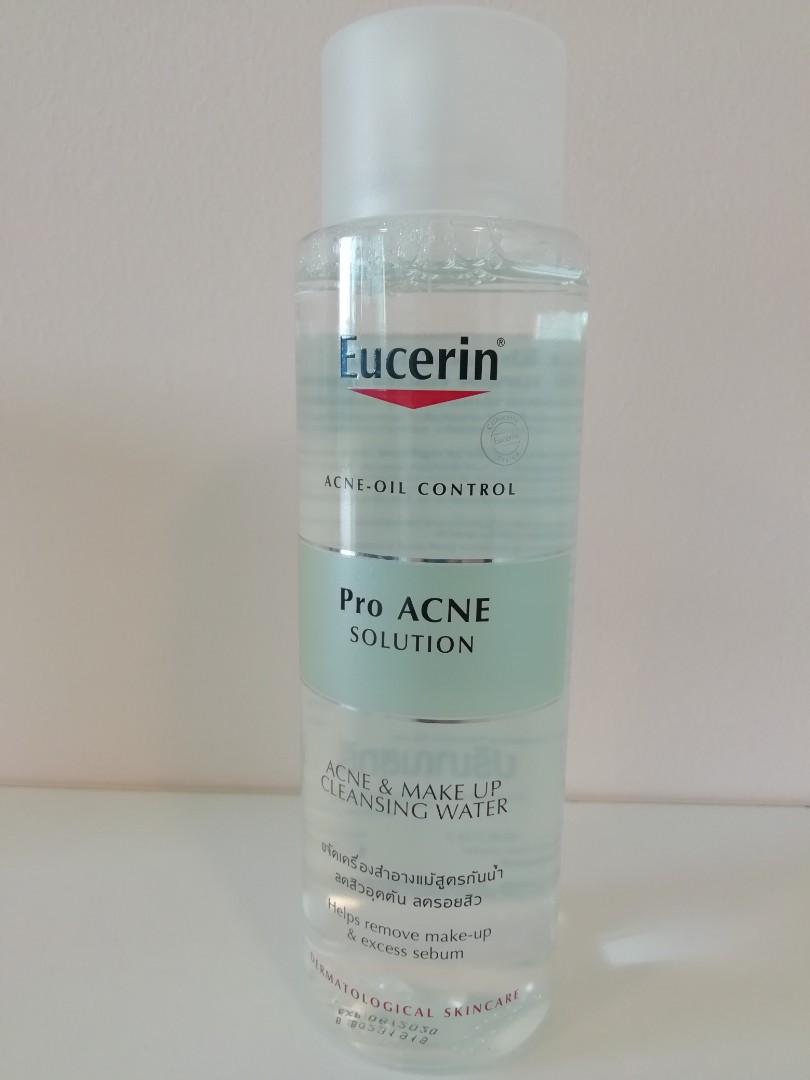 Eucerin®
Eucerin
ACNE-OIL CONTROL
Pro ACNE
SOLUTION
ACNE & MAKE UP
CLEANSING WATER
ขจัดเครื่องสำอางแม้สูตรกันน้ำ
ลดสิวอุดตัน ลดรอยสิว
Helps remove make-up
& excess sebum
DERMATOLOGICAL SKINCARE